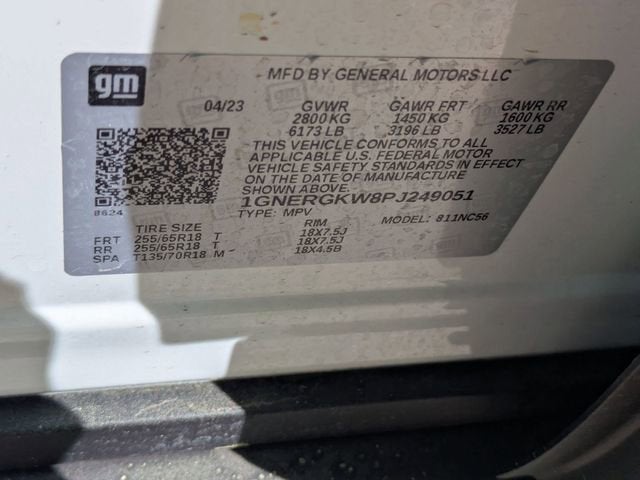 gm
MFD BY GENERAL MOTORS LLC
04/23 GVWR GAWR FRT GAWR RR
2800 KG 1450 KG 1600 KG
6173 LB 3196 LB 3527 LB
THIS VEHICLE CONFORMS TO ALL
APPLICABLE U.S. FEDERAL MOTOR
VEHICLE SAFETY STANDARDS IN EFFECT
ON THE DATE OF MANUFACTURE
SHOWN ABOVE.
1GNERGKW8PJ249051
8624
TYPE: MPV MODEL: 811NC56
TIRE SIZE RIM
FRT 255/65R18 T 18X7.5J
RR 255/65R18 T 18X7.5J
SPA T135/70R18 M 18X4.5B